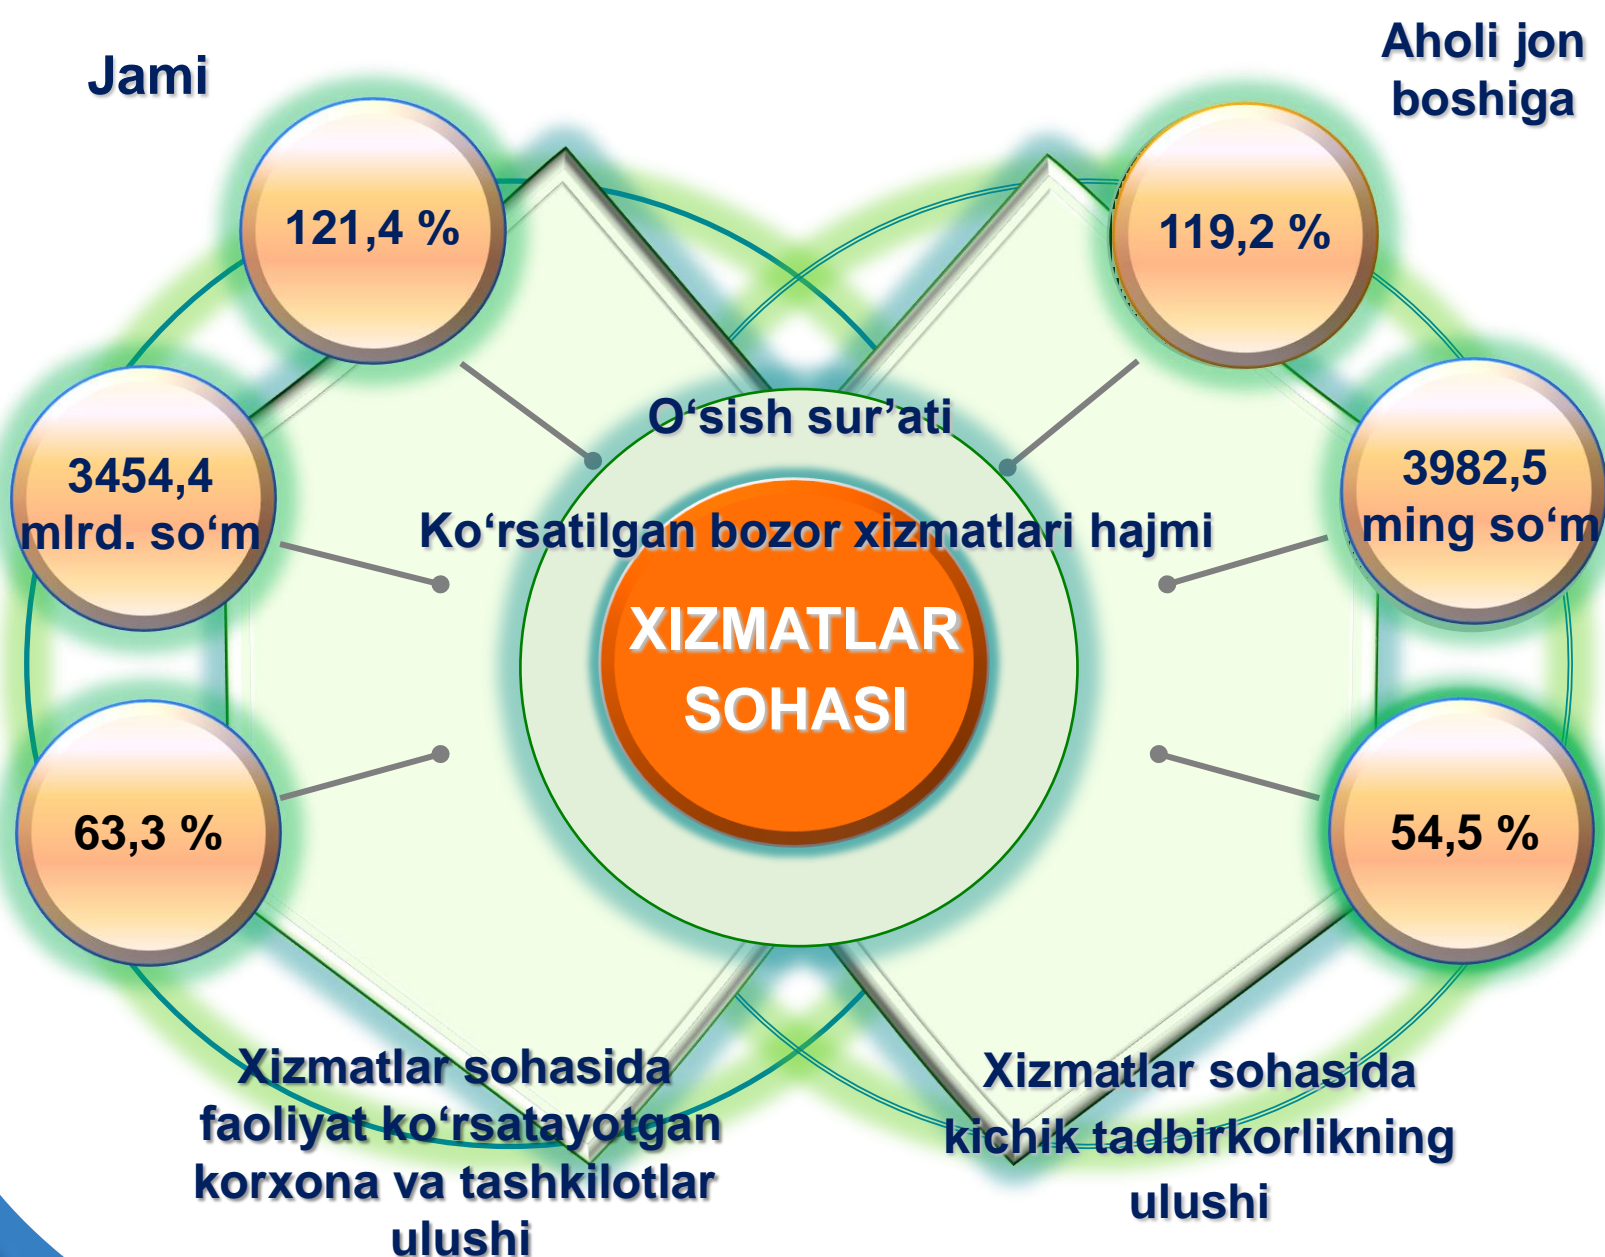 Jami
Aholi jon
boshiga
121,4 %
119,2 %
O‘sish sur’ati
3454,4
mlrd. so‘m
3982,5
ming so‘m
Ko‘rsatilgan bozor xizmatlari hajmi
XIZMATLAR
SOHASI
63,3 %
54,5 %
Xizmatlar sohasida
faoliyat ko‘rsatayotgan
korxona va tashkilotlar
ulushi
Xizmatlar sohasida
kichik tadbirkorlikning
ulushi